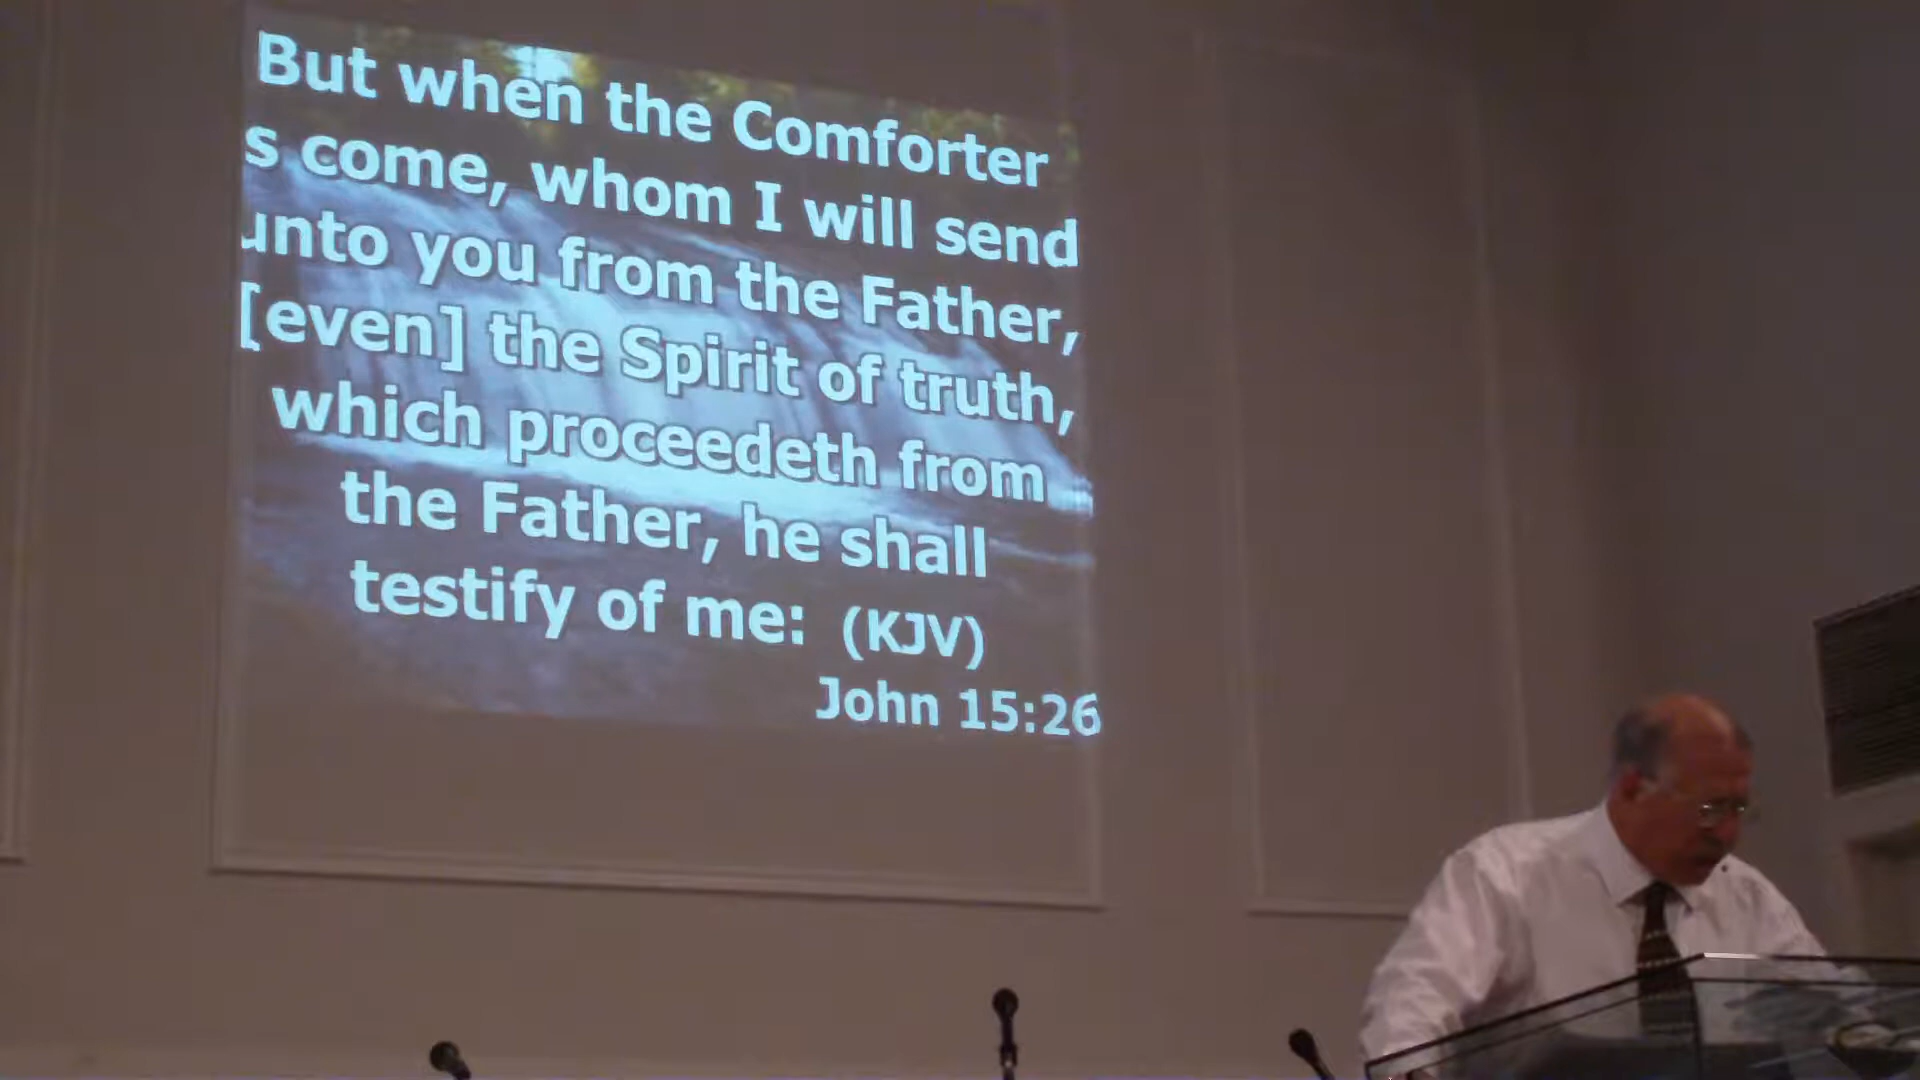 But when the Comforter
s come, whom I will send
unto you from the Father,
[even] the Spirit of truth,
which proceedeth from
the Father, he shall
testify of me: (KJV)
John 15:26